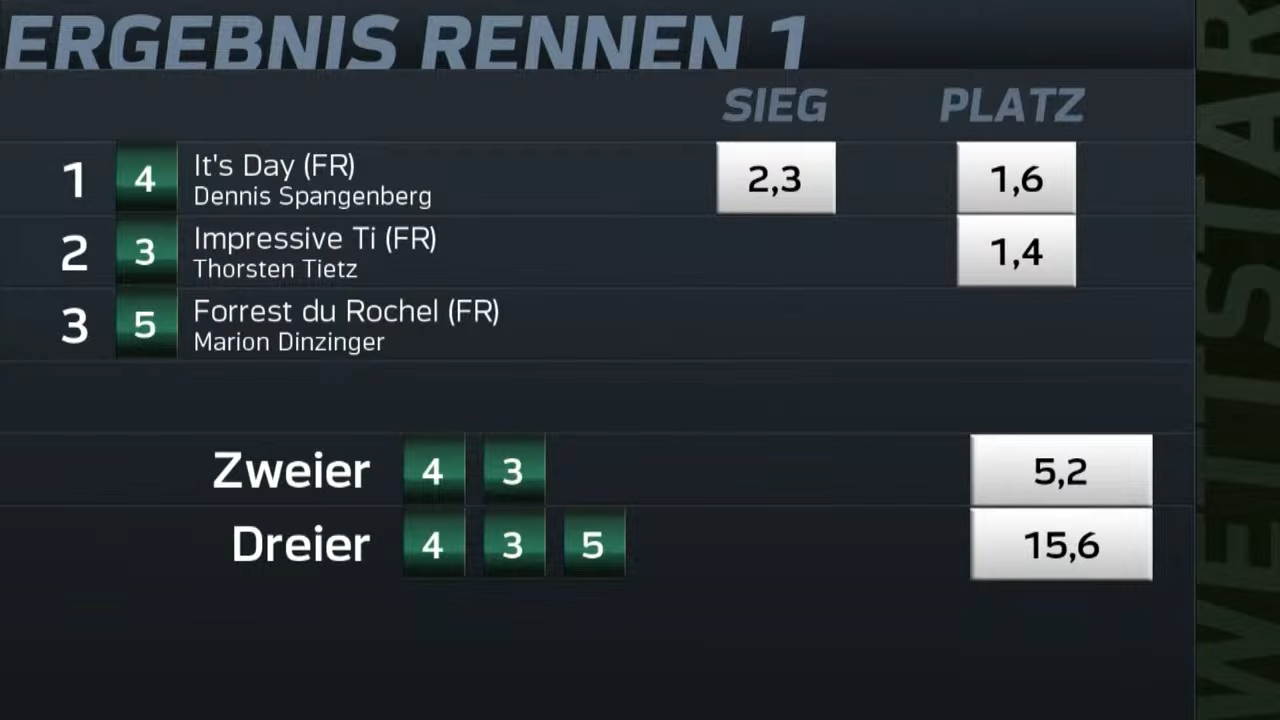 ERGEBNIS RENNEN 1
SIEG PLATZ
1 4 It's Day (FR) 2,3 1,6
Dennis Spangenberg
2 3 Impressive Ti (FR) 1,4
Thorsten Tietz
3 5 Forrest du Rochel (FR)
Marion Dinzinger
Zweier 4 3 5,2
Dreier 4 3 5 15,6